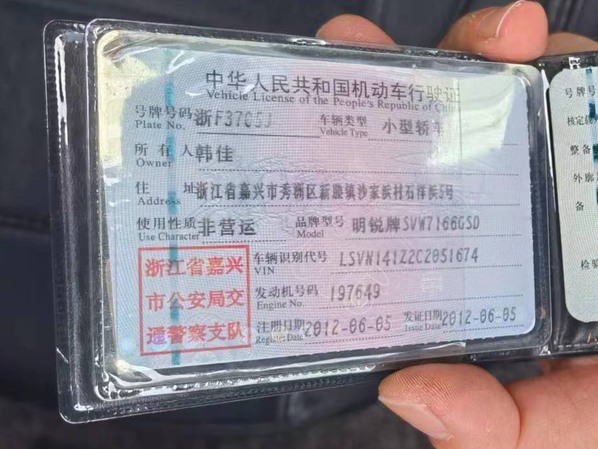 中华人民共和国机动车行驶证
Vehicle License of the People's Republic of China
号牌号码 浙F3705J 车辆类型 小型轿车
Plate No. Vehicle Type
所有人 韩佳
Owner
住址 浙江省嘉兴市秀洲区新塍镇沙家浜村石佯浜5号
使用性质 非营运 品牌型号 明锐牌SVW7166GSD
Use Character Model
浙江省嘉兴
市公安局交
通警察支队
车辆识别代号 LSVN141Z2C2051674
VIN
发动机号码 197649
Engine No.
注册日期 2012-06-05 发证日期 2012-06-05
Register Date Issue Date
号牌号
核定载
整备
外廓
备
检验